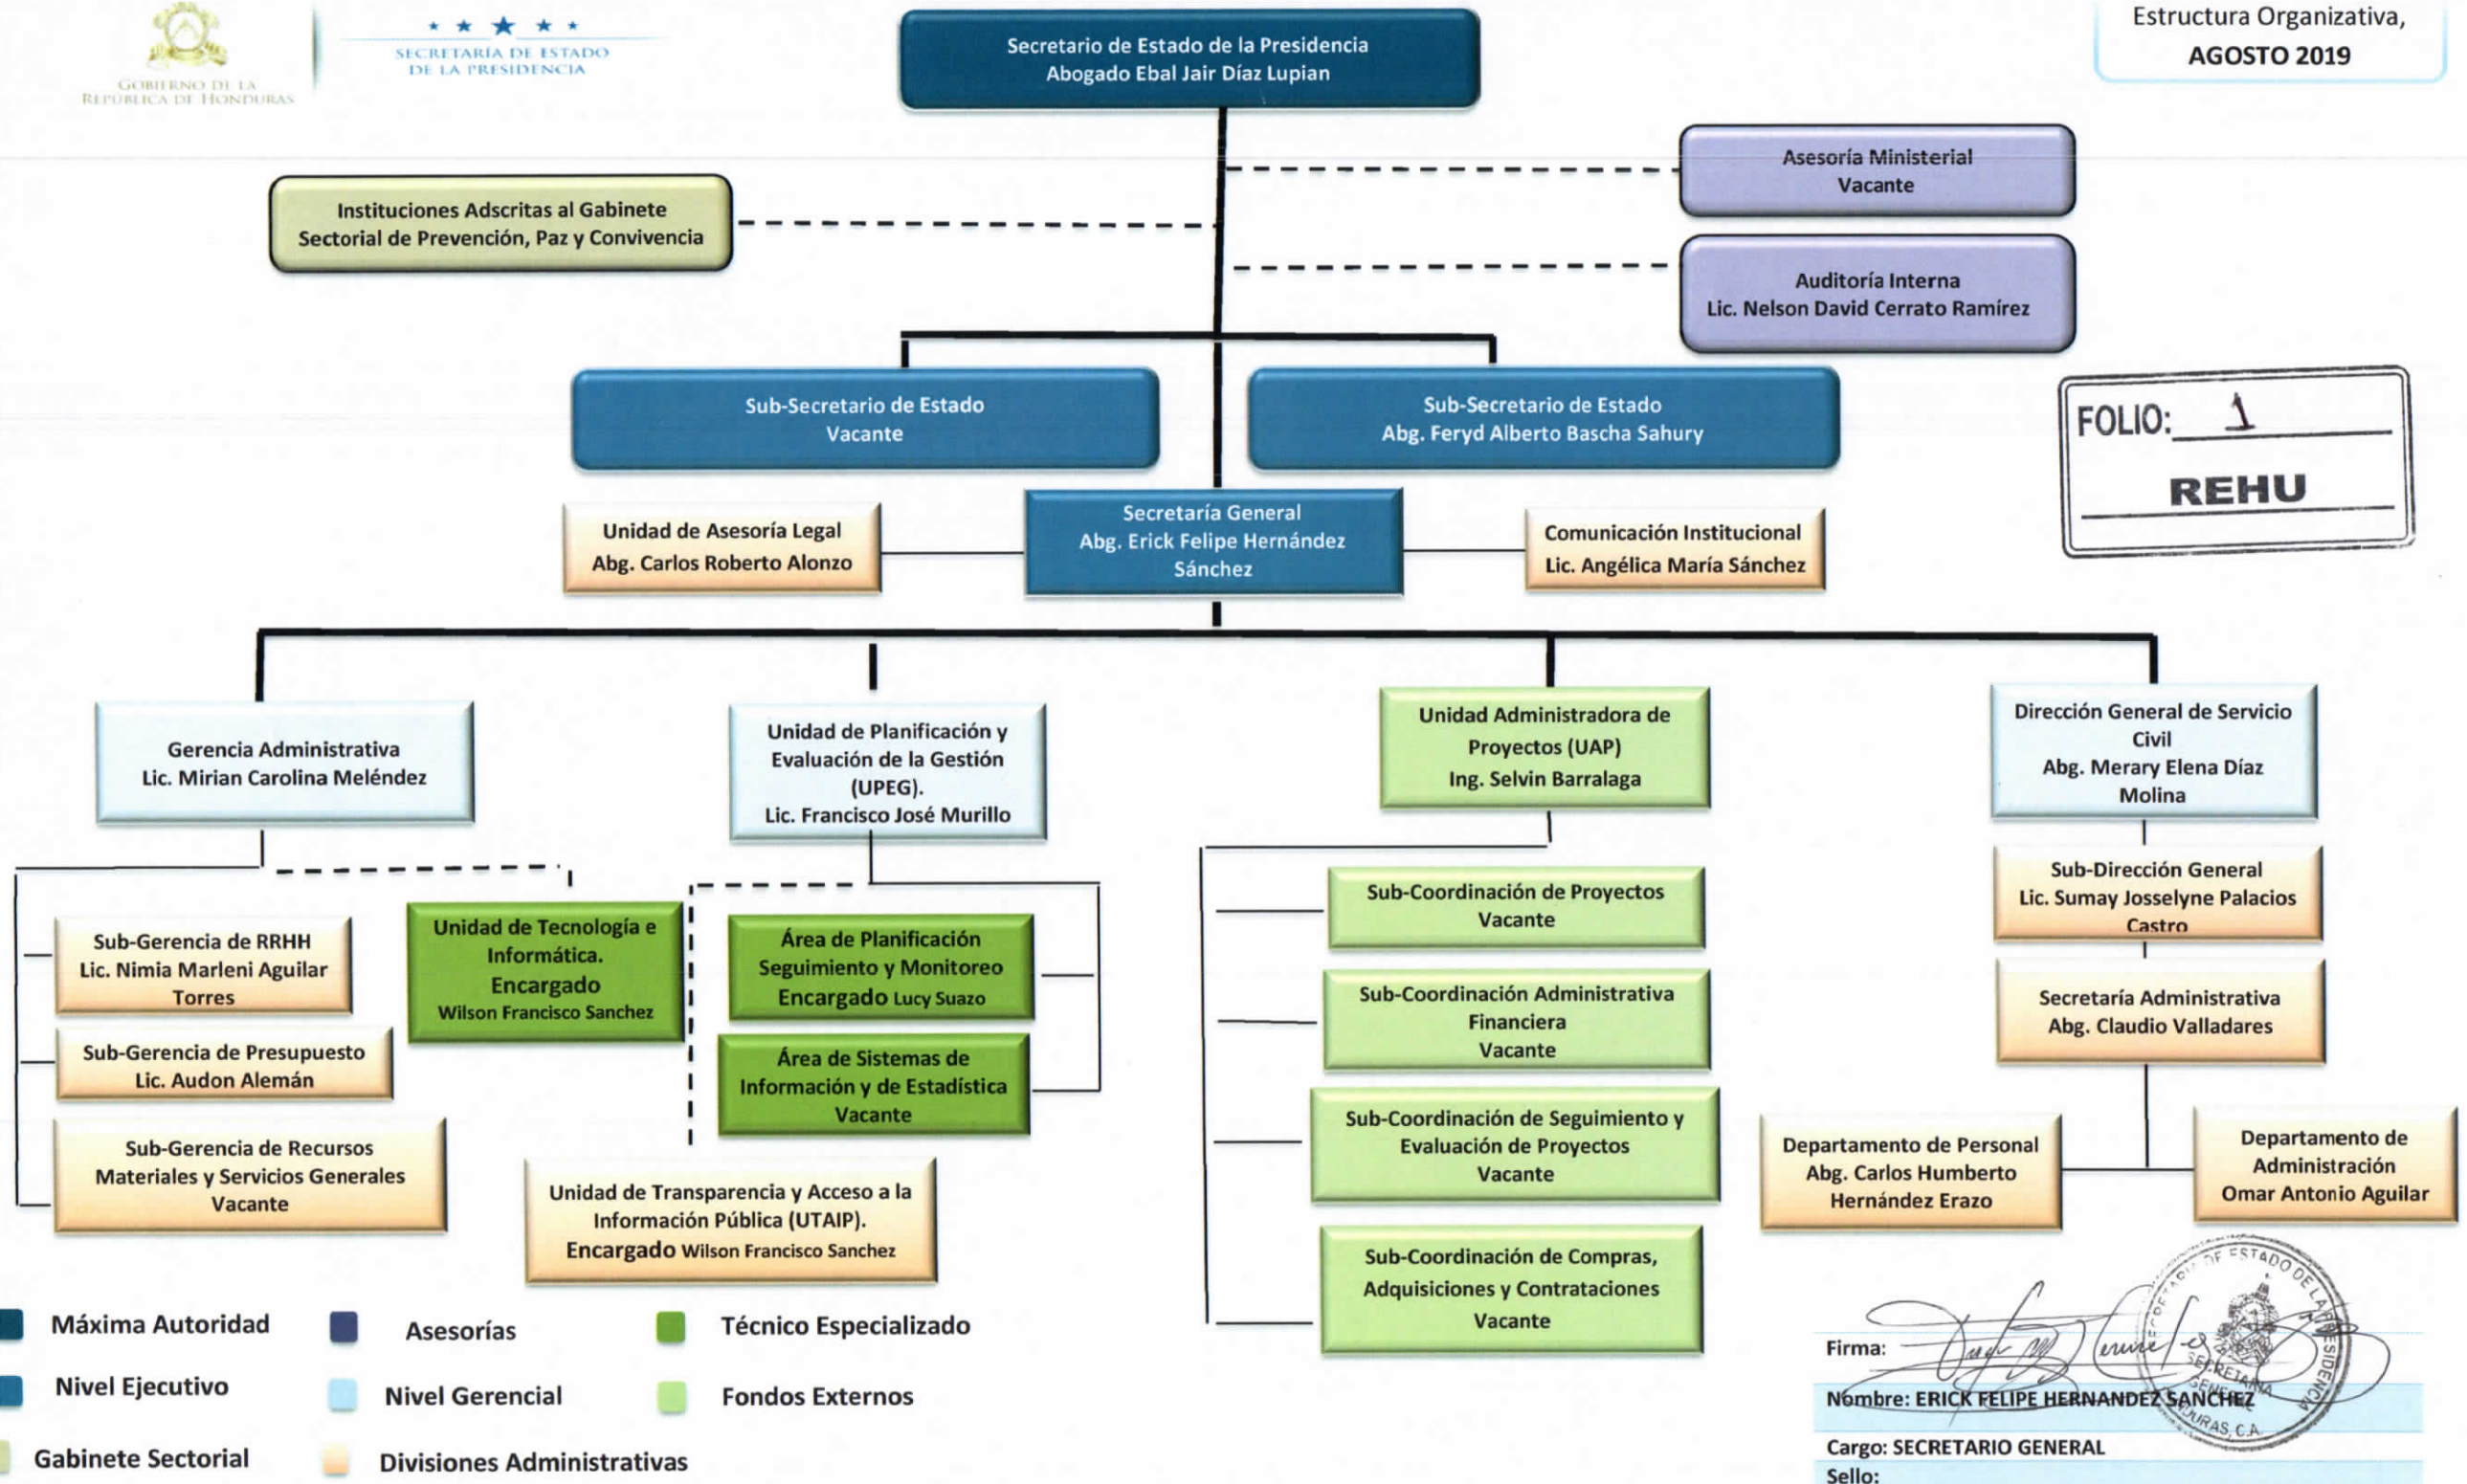 GOBIERNO DE LA
REPÚBLICA DE HONDURAS
SECRETARÍA DE ESTADO
DE LA PRESIDENCIA
Secretario de Estado de la Presidencia
Abogado Ebal Jair Díaz Lupian
Estructura Organizativa,
AGOSTO 2019
Asesoría Ministerial
Vacante
Instituciones Adscritas al Gabinete
Sectorial de Prevención, Paz y Convivencia
Auditoría Interna
Lic. Nelson David Cerrato Ramírez
Sub-Secretario de Estado
Vacante
Sub-Secretario de Estado
Abg. Feryd Alberto Bascha Sahury
FOLIO: 1
REHU
Unidad de Asesoría Legal
Abg. Carlos Roberto Alonzo
Secretaría General
Abg. Erick Felipe Hernández
Sánchez
Comunicación Institucional
Lic. Angélica María Sánchez
Gerencia Administrativa
Lic. Mirian Carolina Meléndez
Unidad de Planificación y
Evaluación de la Gestión
(UPEG).
Lic. Francisco José Murillo
Unidad Administradora de
Proyectos (UAP)
Ing. Selvin Barralaga
Dirección General de Servicio
Civil
Abg. Merary Elena Díaz
Molina
Sub-Gerencia de RRHH
Lic. Nimia Marleni Aguilar
Torres
Sub-Gerencia de Presupuesto
Lic. Audon Alemán
Sub-Gerencia de Recursos
Materiales y Servicios Generales
Vacante
Unidad de Tecnología e
Informática.
Encargado
Wilson Francisco Sanchez
Área de Planificación
Seguimiento y Monitoreo
Encargado Lucy Suazo
Área de Sistemas de
Información y de Estadística
Vacante
Unidad de Transparencia y Acceso a la
Información Pública (UTAIP).
Encargado Wilson Francisco Sanchez
Sub-Coordinación de Proyectos
Vacante
Sub-Coordinación Administrativa
Financiera
Vacante
Sub-Coordinación de Seguimiento y
Evaluación de Proyectos
Vacante
Sub-Coordinación de Compras,
Adquisiciones y Contrataciones
Vacante
Sub-Dirección General
Lic. Sumay Josselyne Palacios
Castro
Secretaría Administrativa
Abg. Claudio Valladares
Departamento de Personal
Abg. Carlos Humberto
Hernández Erazo
Departamento de
Administración
Omar Antonio Aguilar
Máxima Autoridad
Asesorías
Técnico Especializado
Nivel Ejecutivo
Nivel Gerencial
Fondos Externos
Gabinete Sectorial
Divisiones Administrativas
Firma:
Nombre: ERICK FELIPE HERNANDEZ SANCHEZ
Cargo: SECRETARIO GENERAL
Sello:
SECRETARIA DE ESTADO DE LA PRESIDENCIA
SECRETARIA
GENERAL
HONDURAS, C.A.